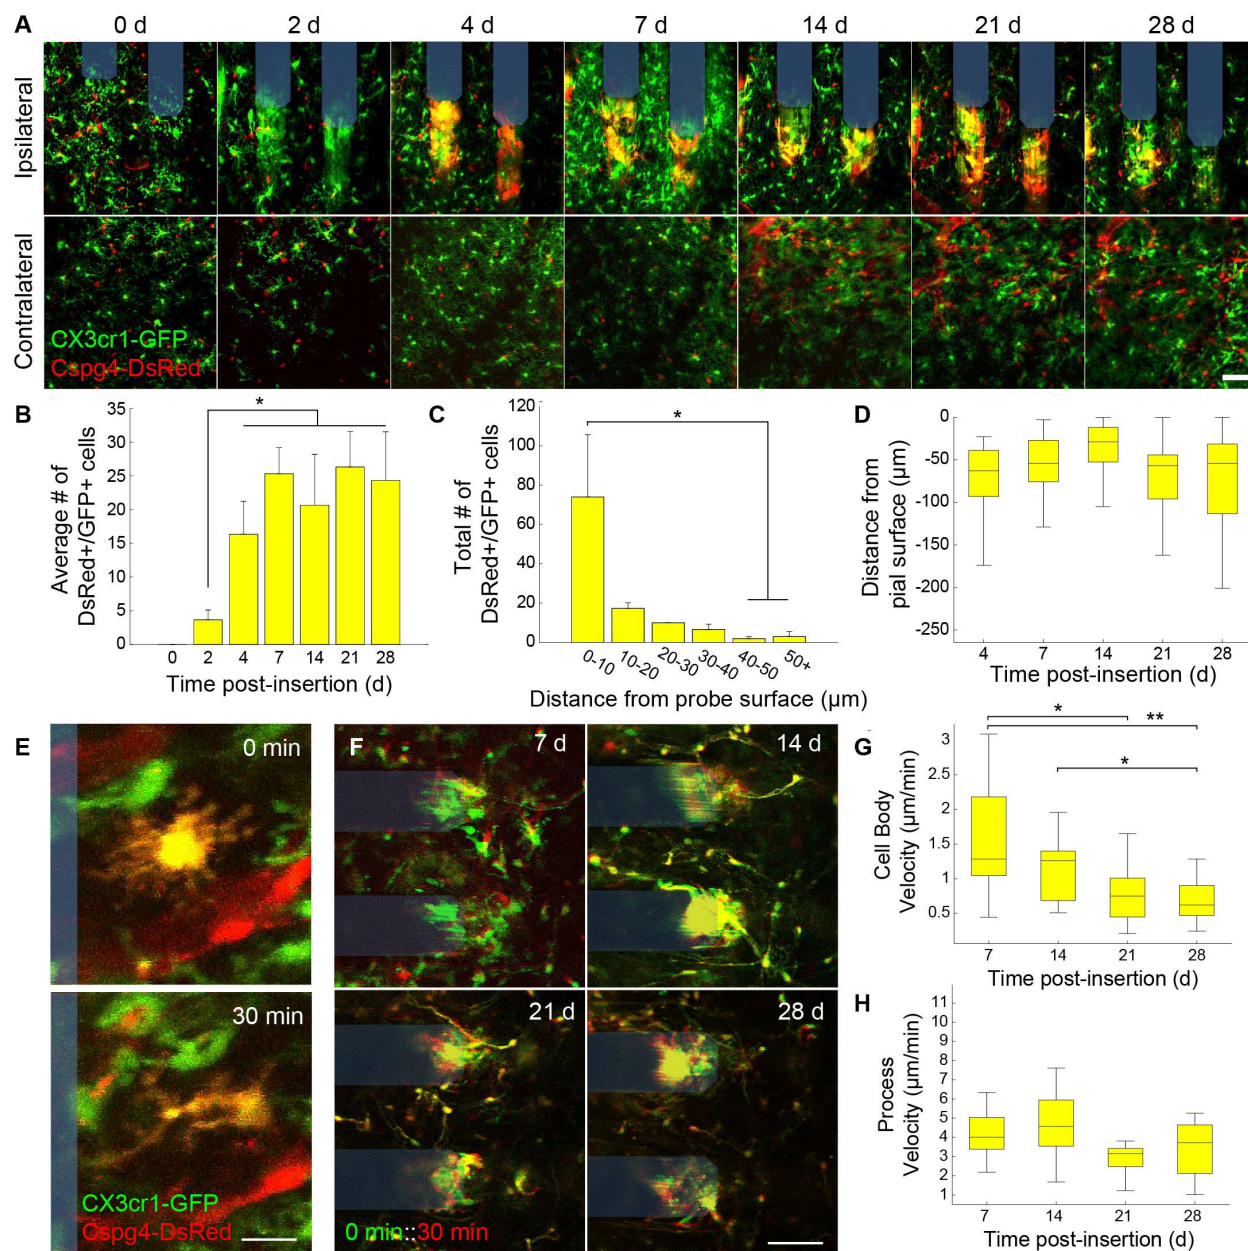 A
0 d
2 d
4 d
7 d
14 d
21 d
28 d
Ipsilateral
Contralateral
CX3cr1-GFP
Cspg4-DsRed
B
Average # of
DsRed+/GFP+ cells
35
30
25
20
15
10
5
0
*
0 2 4 7 14 21 28
Time post-insertion (d)
C
Total # of
DsRed+/GFP+ cells
120
100
80
60
40
20
0
*
0-10 10-20 20-30 30-40 40-50 50+
Distance from probe surface (µm)
D
Distance from
pial surface (µm)
0
-50
-100
-150
-200
-250
4 7 14 21 28
Time post-insertion (d)
E
0 min
30 min
CX3cr1-GFP
Cspg4-DsRed
F
7 d
14 d
21 d
28 d
0 min::30 min
G
Cell Body
Velocity (µm/min)
3
2.5
2
1.5
1
0.5
*
**
*
7 14 21 28
Time post-insertion (d)
H
Process
Velocity (µm/min)
11
10
9
8
7
6
5
4
3
2
1
7 14 21 28
Time post-insertion (d)